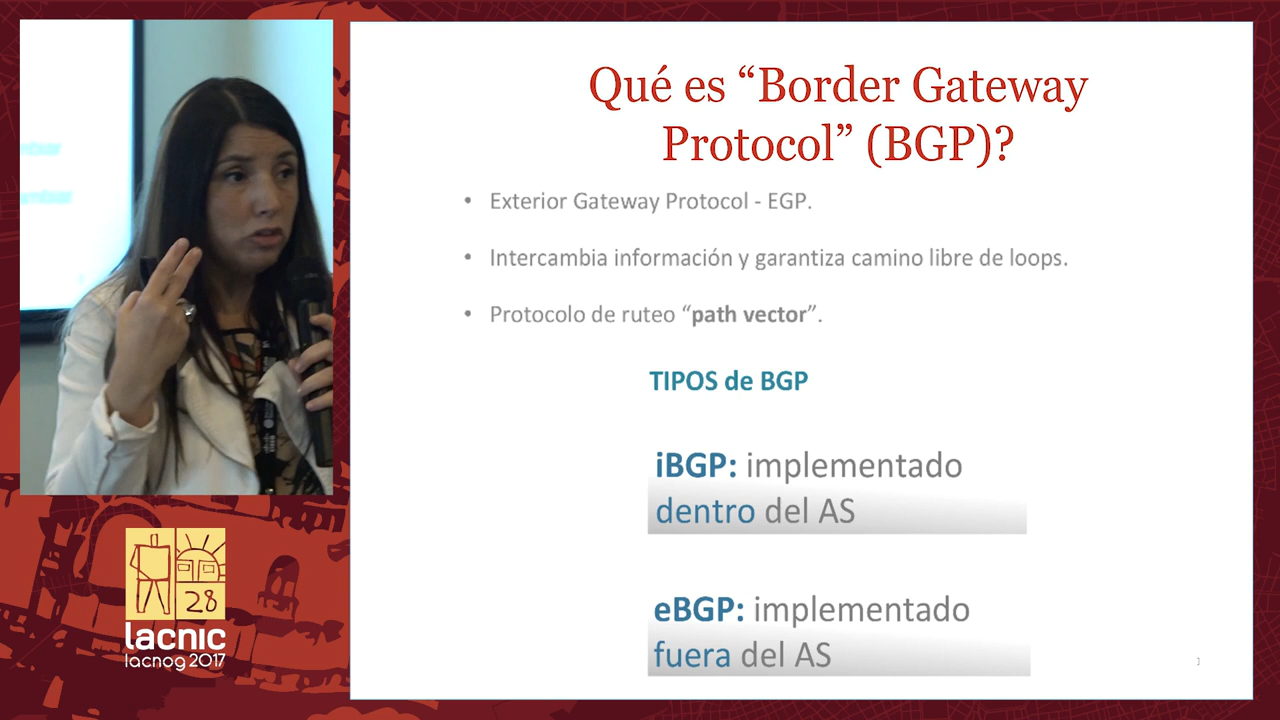 Qué es “Border Gateway
Protocol” (BGP)?
• Exterior Gateway Protocol - EGP.
• Intercambia información y garantiza camino libre de loops.
• Protocolo de ruteo “path vector”.
TIPOS de BGP
iBGP: implementado
dentro del AS
eBGP: implementado
fuera del AS
28
lacnic
lacnog 2017